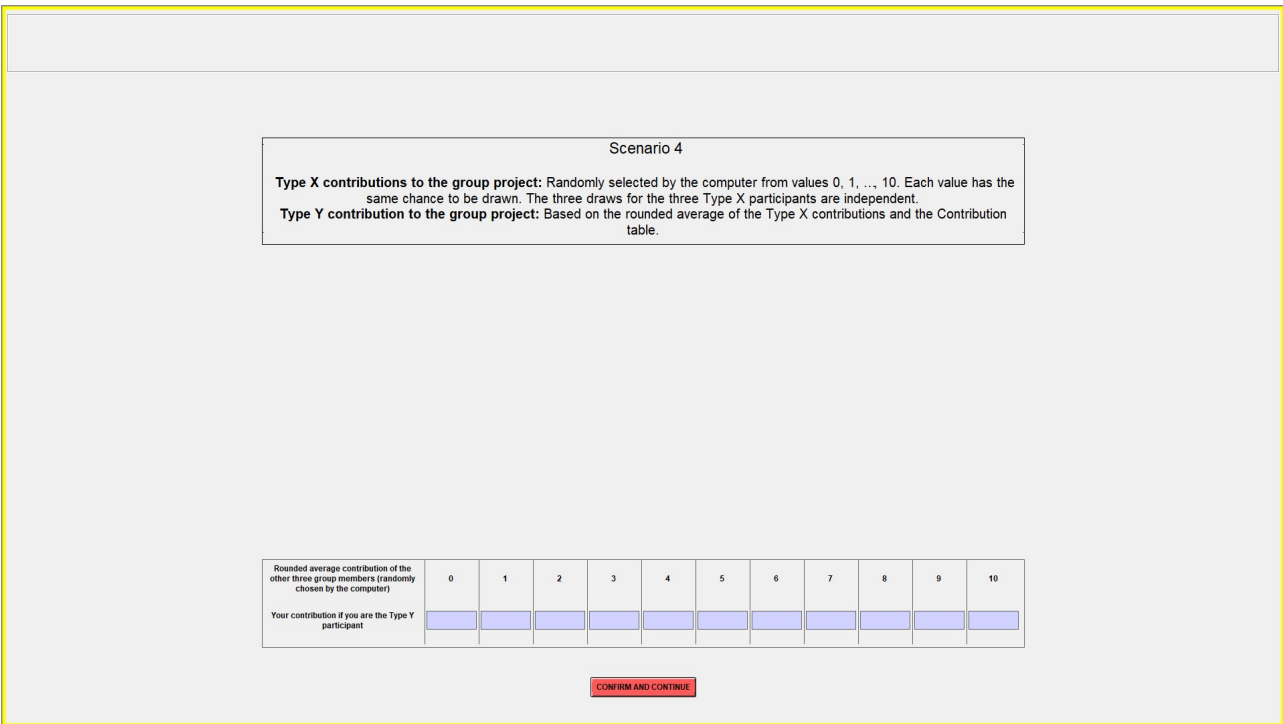 Scenario 4
Type X contributions to the group project: Randomly selected by the computer from values 0, 1, ..., 10. Each value has the
same chance to be drawn. The three draws for the three Type X participants are independent.
Type Y contribution to the group project: Based on the rounded average of the Type X contributions and the Contribution
table.
Rounded average contribution of the
other three group members (randomly
chosen by the computer)
0 1 2 3 4 5 6 7 8 9 10
Your contribution if you are the Type Y
participant
CONFIRM AND CONTINUE